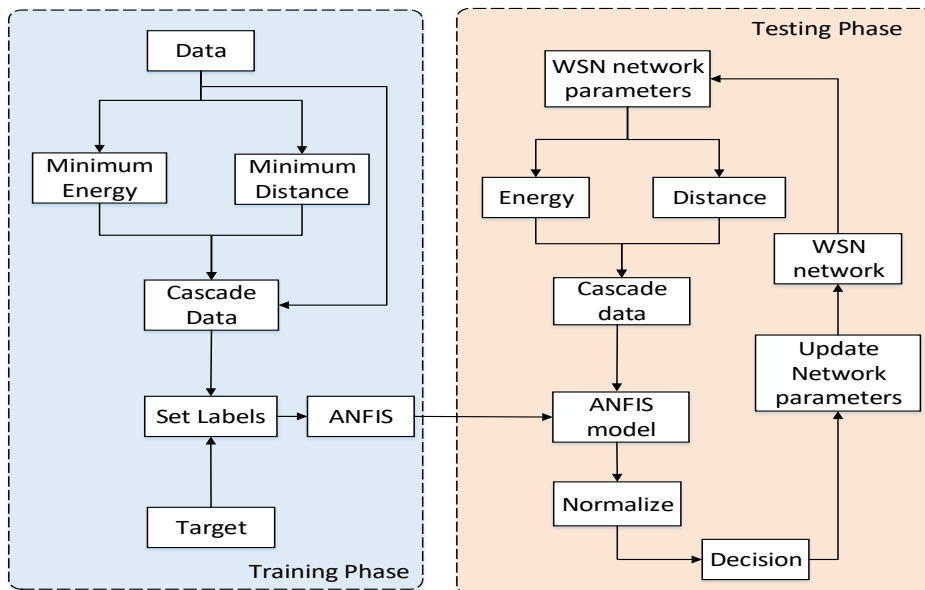 Data
Minimum
Energy
Minimum
Distance
Cascade
Data
Set Labels
ANFIS
Target
Training Phase
Testing Phase
WSN network
parameters
Energy
Distance
Cascade
data
ANFIS
model
Normalize
Decision
Update
Network
parameters
WSN
network